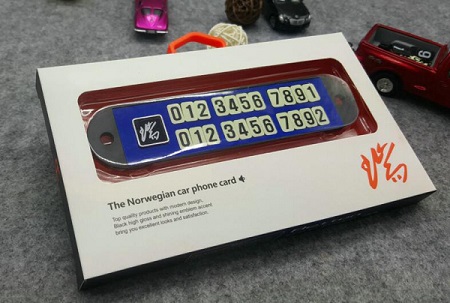 012 3456 7891
012 3456 7892
The Norwegian car phone card
Top quality products with modern design.
Black high gloss and shining emblem accent
bring you excellent looks and satisfaction.